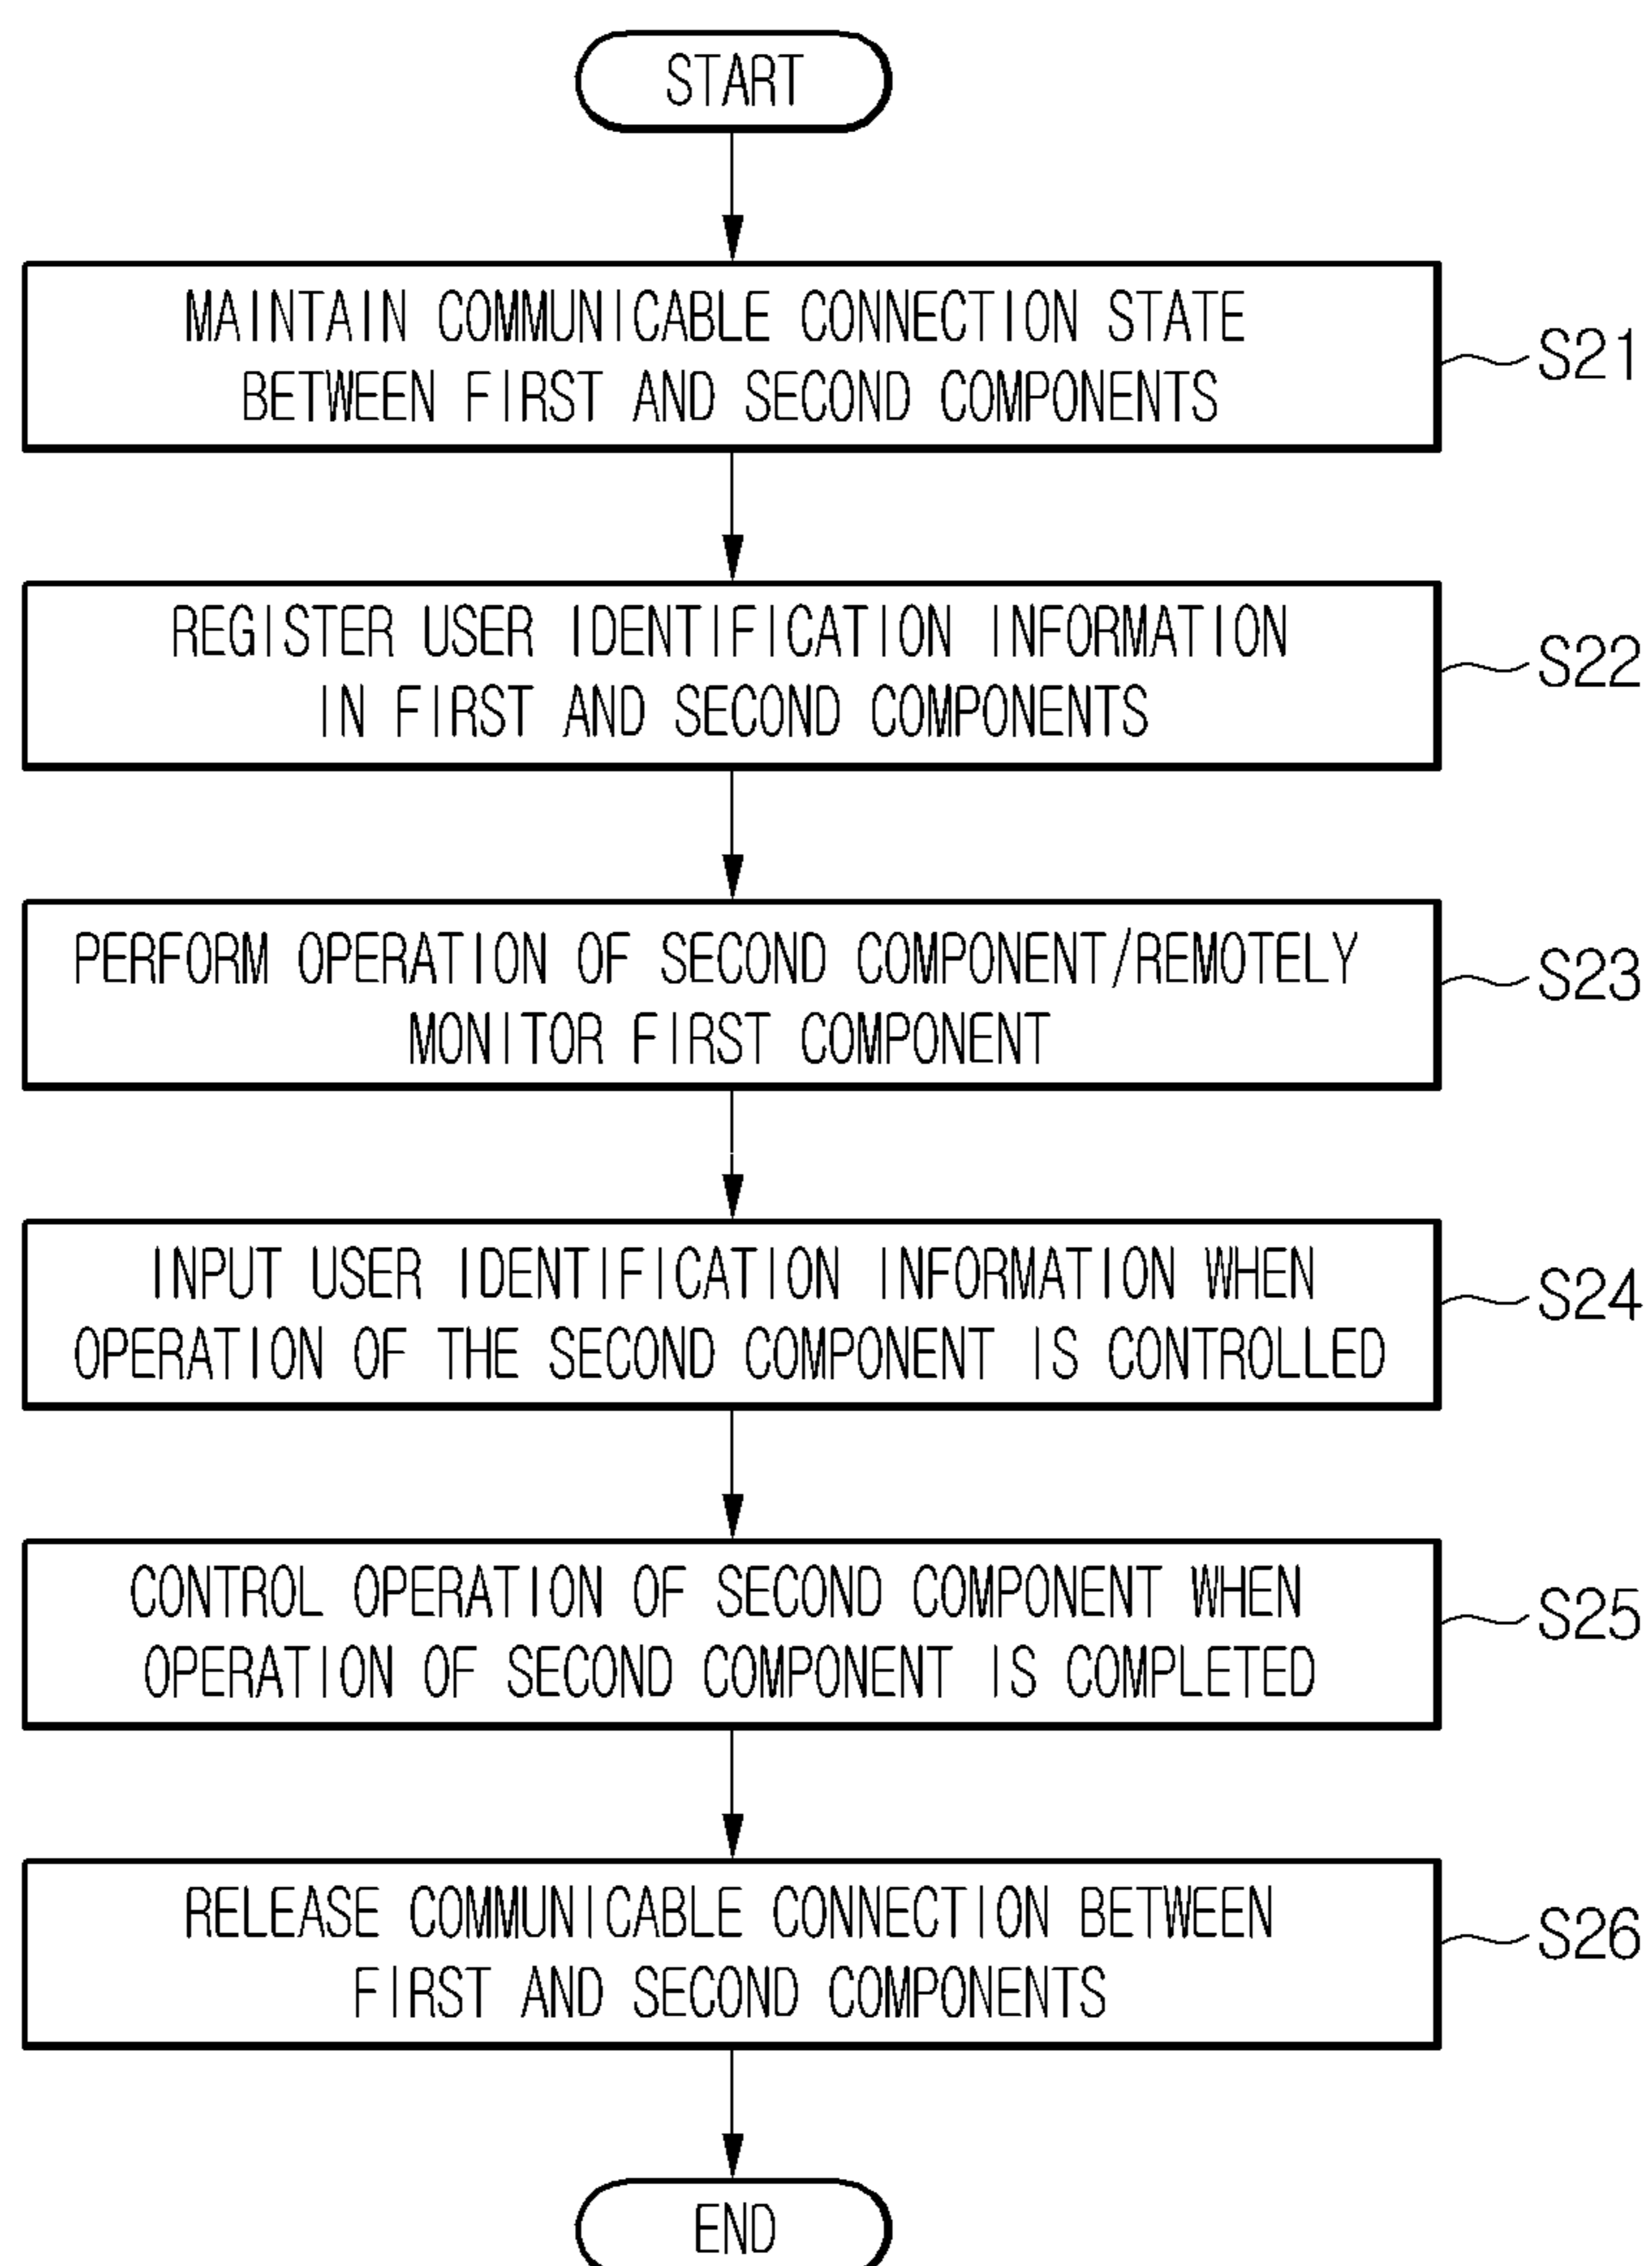 START
MAINTAIN COMMUNICABLE CONNECTION STATE
BETWEEN FIRST AND SECOND COMPONENTS
S21
REGISTER USER IDENTIFICATION INFORMATION
IN FIRST AND SECOND COMPONENTS
S22
PERFORM OPERATION OF SECOND COMPONENT/REMOTELY
MONITOR FIRST COMPONENT
S23
INPUT USER IDENTIFICATION INFORMATION WHEN
OPERATION OF THE SECOND COMPONENT IS CONTROLLED
S24
CONTROL OPERATION OF SECOND COMPONENT WHEN
OPERATION OF SECOND COMPONENT IS COMPLETED
S25
RELEASE COMMUNICABLE CONNECTION BETWEEN
FIRST AND SECOND COMPONENTS
S26
END